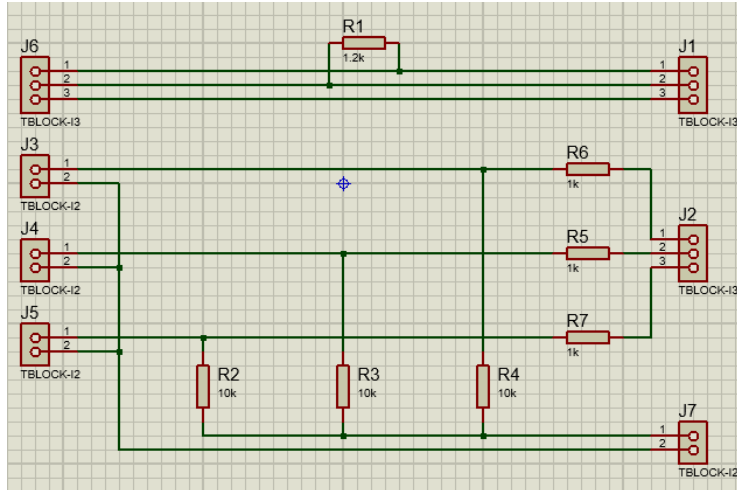 R1
J6
J1
1.2k
1
1
2
2
3
3
TBLOCK-I3
TBLOCK-I3
J3
R6
1
2
1k
TBLOCK-I2
J2
J4
R5
1
1
2
2
3
1k
TBLOCK-I2
TBLOCK-I3
J5
R7
1
2
1k
TBLOCK-I2
R2
R3
R4
10k
10k
10k
J7
1
2
TBLOCK-I2